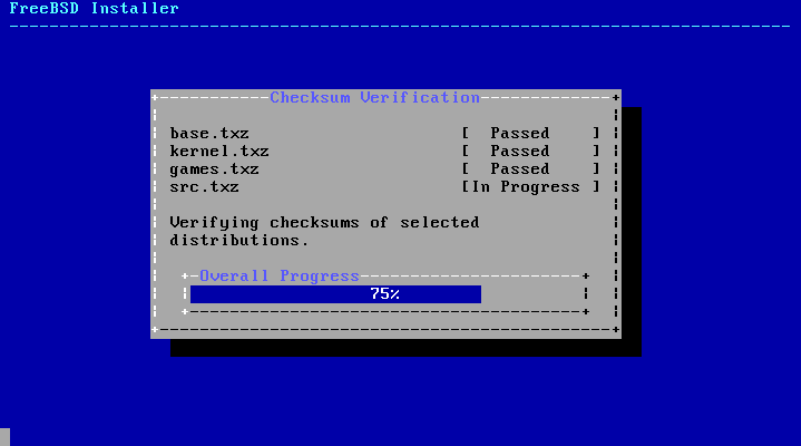 FreeBSD Installer
Checksum Verification
base.txz [ Passed ]
kernel.txz [ Passed ]
games.txz [ Passed ]
src.txz [In Progress ]
Verifying checksums of selected
distributions.
Overall Progress
75%